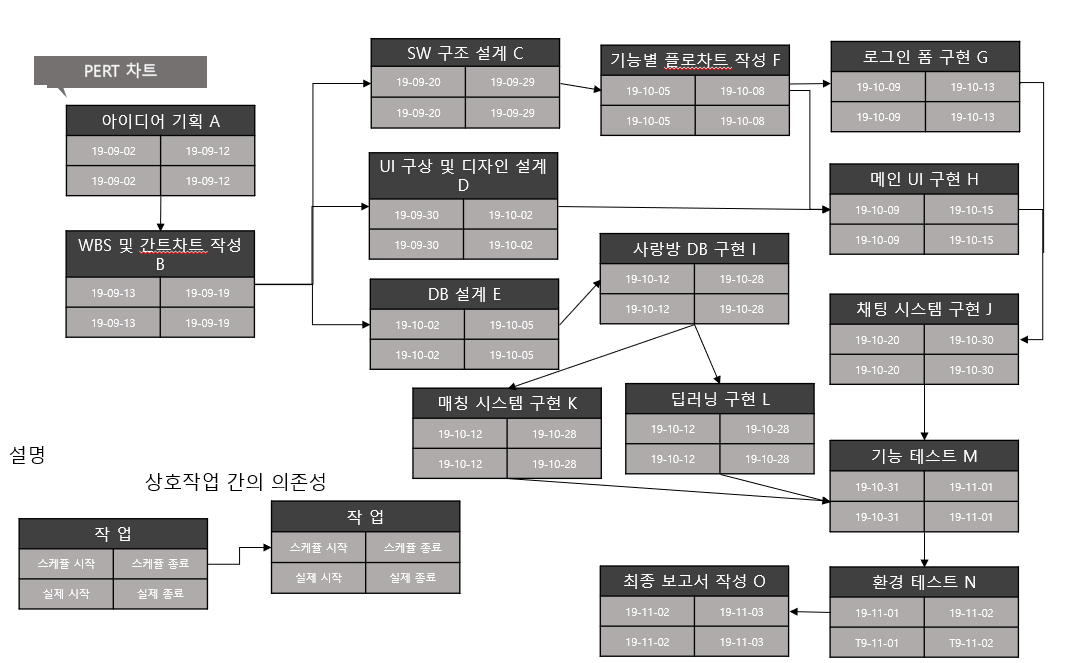 PERT 차트
아이디어 기획 A
19-09-02 19-09-12
19-09-02 19-09-12
WBS 및 간트차트 작성
B
19-09-13 19-09-19
19-09-13 19-09-19
SW 구조 설계 C
19-09-20 19-09-29
19-09-20 19-09-29
UI 구상 및 디자인 설계
D
19-09-30 19-10-02
19-09-30 19-10-02
DB 설계 E
19-10-02 19-10-05
19-10-02 19-10-05
기능별 플로차트 작성 F
19-10-05 19-10-08
19-10-05 19-10-08
로그인 폼 구현 G
19-10-09 19-10-13
19-10-09 19-10-13
메인 UI 구현 H
19-10-09 19-10-15
19-10-09 19-10-15
사랑방 DB 구현 I
19-10-12 19-10-28
19-10-12 19-10-28
채팅 시스템 구현 J
19-10-20 19-10-30
19-10-20 19-10-30
매칭 시스템 구현 K
19-10-12 19-10-28
19-10-12 19-10-28
딥러닝 구현 L
19-10-12 19-10-28
19-10-12 19-10-28
기능 테스트 M
19-10-31 19-11-01
19-10-31 19-11-01
환경 테스트 N
19-11-01 19-11-02
T9-11-01 T9-11-02
최종 보고서 작성 O
19-11-02 19-11-03
19-11-02 19-11-03
설명
상호작업 간의 의존성
작 업
스케쥴 시작 스케쥴 종료
실제 시작 실제 종료
작 업
스케쥴 시작 스케쥴 종료
실제 시작 실제 종료